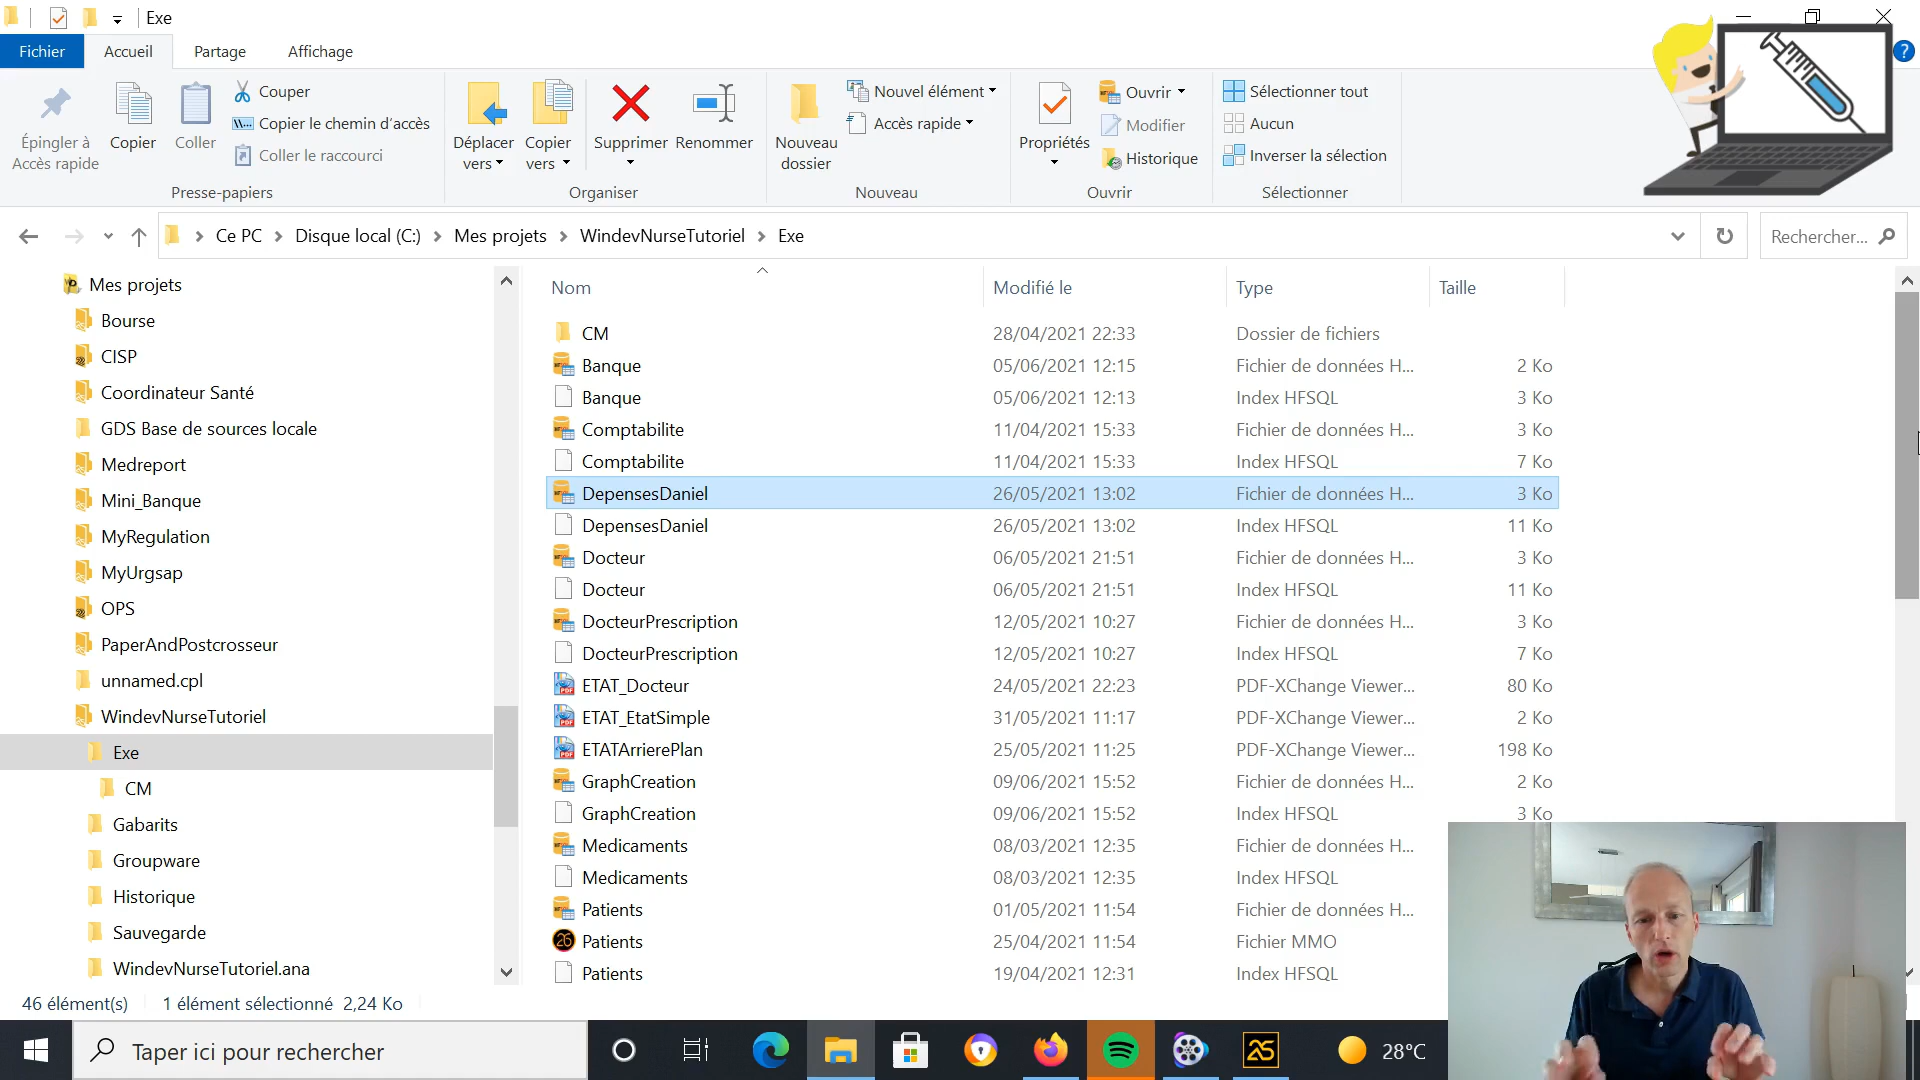 Exe
Fichier
Accueil
Partage
Affichage
?
Épingler à
Accès rapide
Copier
Coller
Couper
Copier le chemin d'accès
Coller le raccourci
Presse-papiers
Déplacer
vers
Copier
vers
Supprimer
Renommer
Organiser
Nouveau
dossier
Nouvel élément
Accès rapide
Nouveau
Propriétés
Ouvrir
Modifier
Historique
Ouvrir
Sélectionner tout
Aucun
Inverser la sélection
Sélectionner
Ce PC > Disque local (C:) > Mes projets > WindevNurseTutoriel > Exe
Rechercher...
Mes projets
Bourse
CISP
Coordinateur Santé
GDS Base de sources locale
Medreport
Mini_Banque
MyRegulation
MyUrgsap
OPS
PaperAndPostcrosseur
unnamed.cpl
WindevNurseTutoriel
Exe
CM
Gabarits
Groupware
Historique
Sauvegarde
WindevNurseTutoriel.ana
Nom Modifié le Type Taille
CM 28/04/2021 22:33 Dossier de fichiers
Banque 05/06/2021 12:15 Fichier de données H... 2 Ko
Banque 05/06/2021 12:13 Index HFSQL 3 Ko
Comptabilite 11/04/2021 15:33 Fichier de données H... 3 Ko
Comptabilite 11/04/2021 15:33 Index HFSQL 7 Ko
DepensesDaniel 26/05/2021 13:02 Fichier de données H... 3 Ko
DepensesDaniel 26/05/2021 13:02 Index HFSQL 11 Ko
Docteur 06/05/2021 21:51 Fichier de données H... 3 Ko
Docteur 06/05/2021 21:51 Index HFSQL 11 Ko
DocteurPrescription 12/05/2021 10:27 Fichier de données H... 3 Ko
DocteurPrescription 12/05/2021 10:27 Index HFSQL 7 Ko
ETAT_Docteur 24/05/2021 22:23 PDF-XChange Viewer... 80 Ko
ETAT_EtatSimple 31/05/2021 11:17 PDF-XChange Viewer... 2 Ko
ETATArrierePlan 25/05/2021 11:25 PDF-XChange Viewer... 198 Ko
GraphCreation 09/06/2021 15:52 Fichier de données H... 2 Ko
GraphCreation 09/06/2021 15:52 Index HFSQL 3 Ko
Medicaments 08/03/2021 12:35 Fichier de données H...
Medicaments 08/03/2021 12:35 Index HFSQL
Patients 01/05/2021 11:54 Fichier de données H...
26 Patients 25/04/2021 11:54 Fichier MMO
Patients 19/04/2021 12:31 Index HFSQL
46 élément(s) 1 élément sélectionné 2,24 Ko
Taper ici pour rechercher
28°C